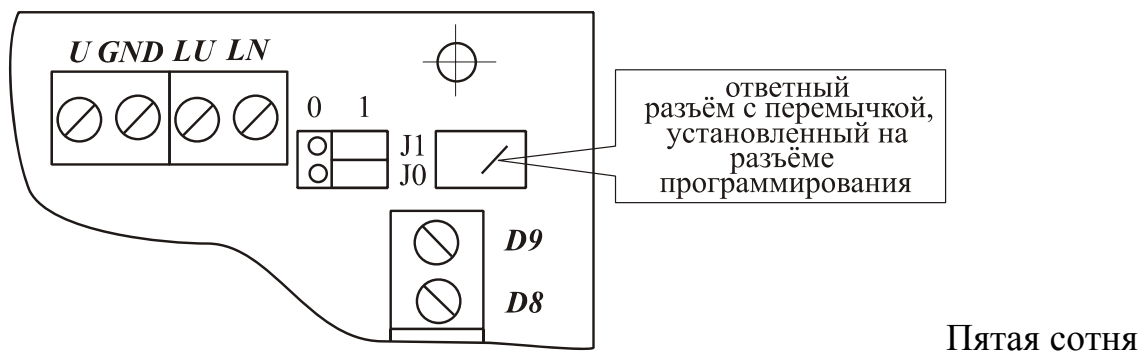 U GND LU LN
0 1
J1
J0
ответный
разъём с перемычкой,
установленный на
разъёме
программирования
D9
D8
Пятая сотня